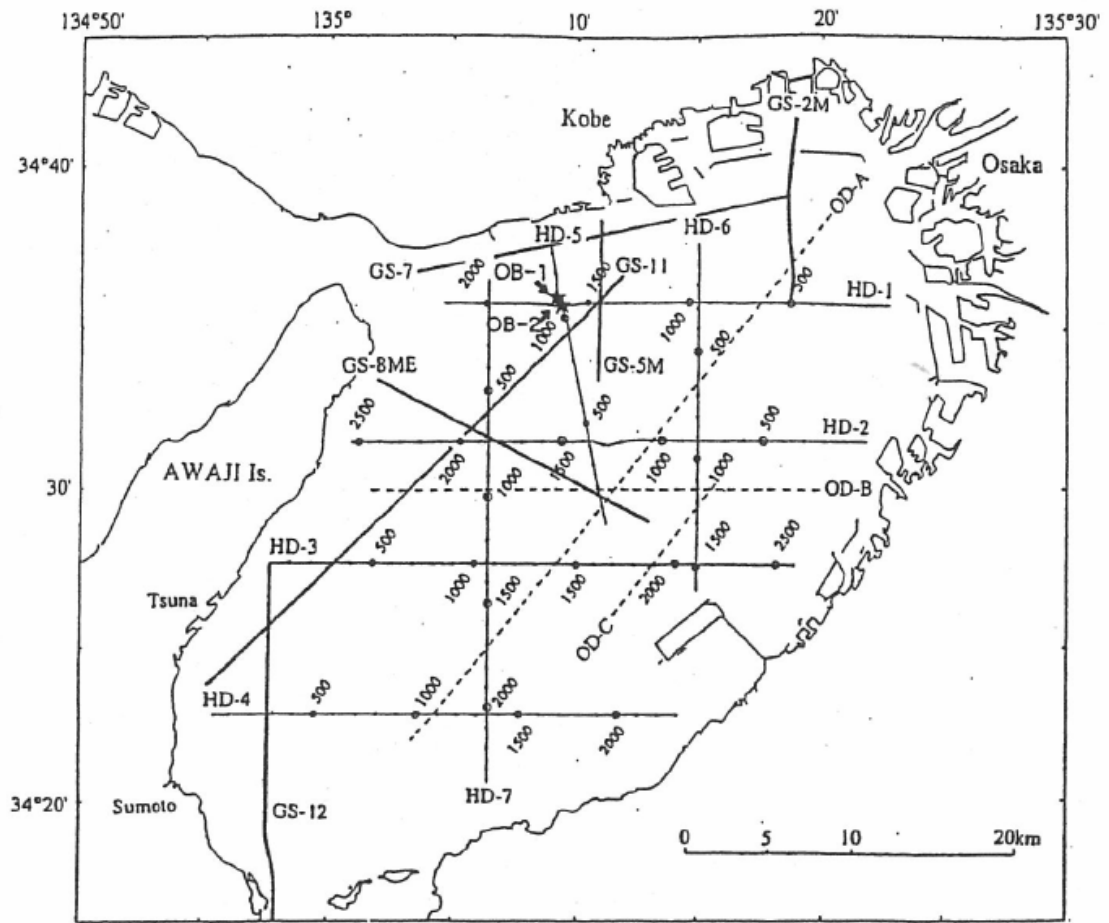 134°50' 135° 10' 20' 135°30'
Kobe
GS-2M
34°40'
Osaka
OD-A
HD-5
HD-6
GS-7
2000
OB-1
1500
GS-11
500
HD-1
OB-2
1000
1000
500
GS-8ME
500
GS-5M
2500
500
500
HD-2
2000
1500
1000
1000
AWAJI Is.
30'
1000
OD-B
HD-3
500
1000
1500
1500
2000
1500
2500
Tsuna
OD-C
HD-4
500
1000
2000
1500
2000
34°20'
Sumoto
GS-12
HD-7
0 5 10 20km